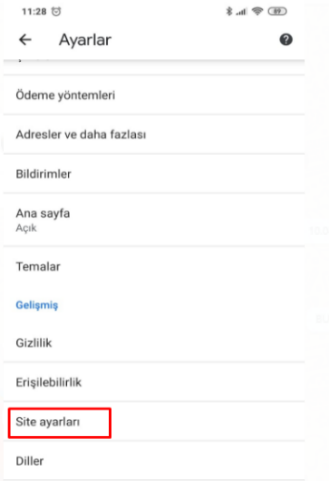 11:28
89
Ayarlar
Ödeme yöntemleri
Adresler ve daha fazlası
Bildirimler
Ana sayfa
Açık
Temalar
Gelişmiş
Gizlilik
Erişilebilirlik
Site ayarları
Diller